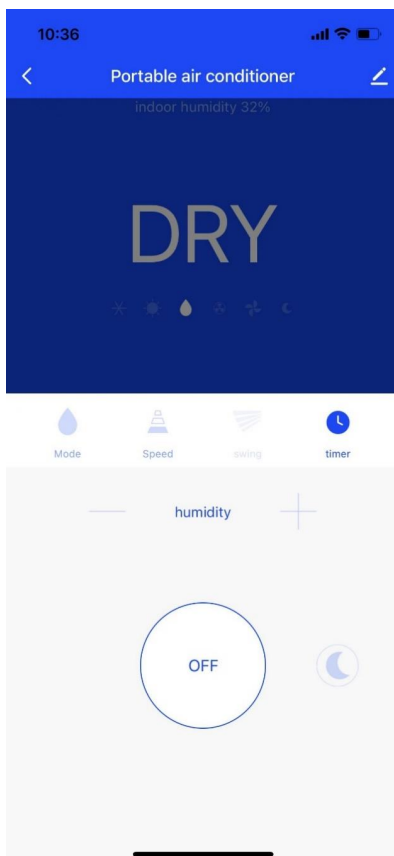 10:36
Portable air conditioner
indoor humidity 32%
DRY
Mode Speed swing timer
humidity
OFF